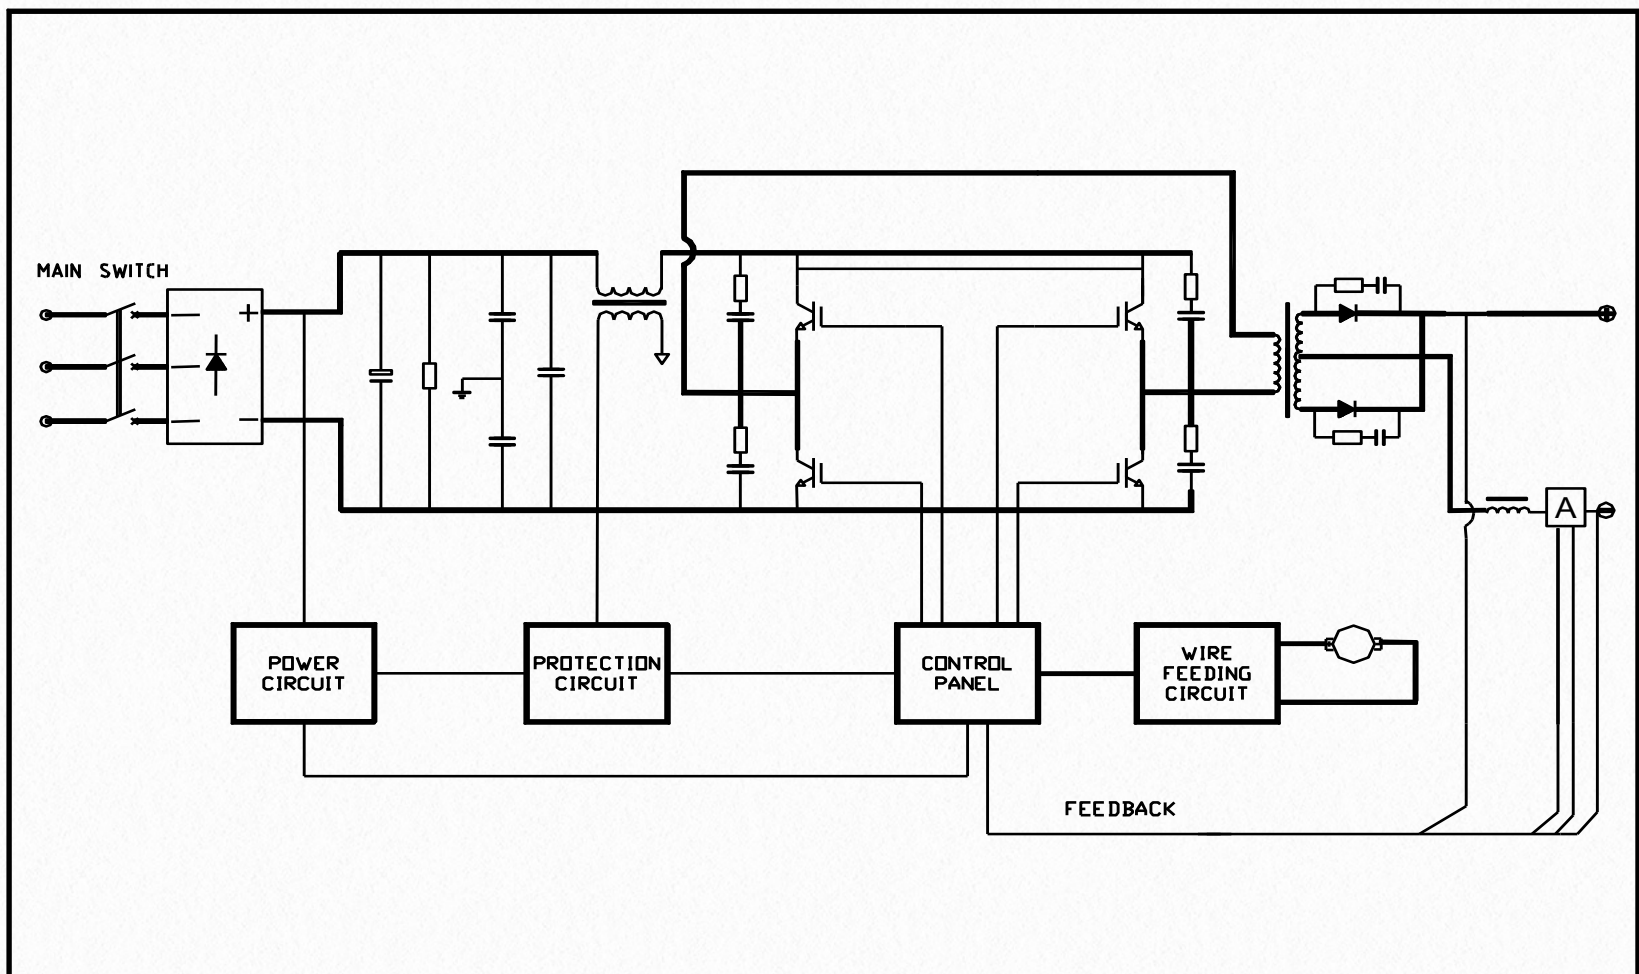 MAIN SWITCH
+
−
A
POWER
CIRCUIT
PROTECTION
CIRCUIT
CONTROL
PANEL
WIRE
FEEDING
CIRCUIT
FEEDBACK